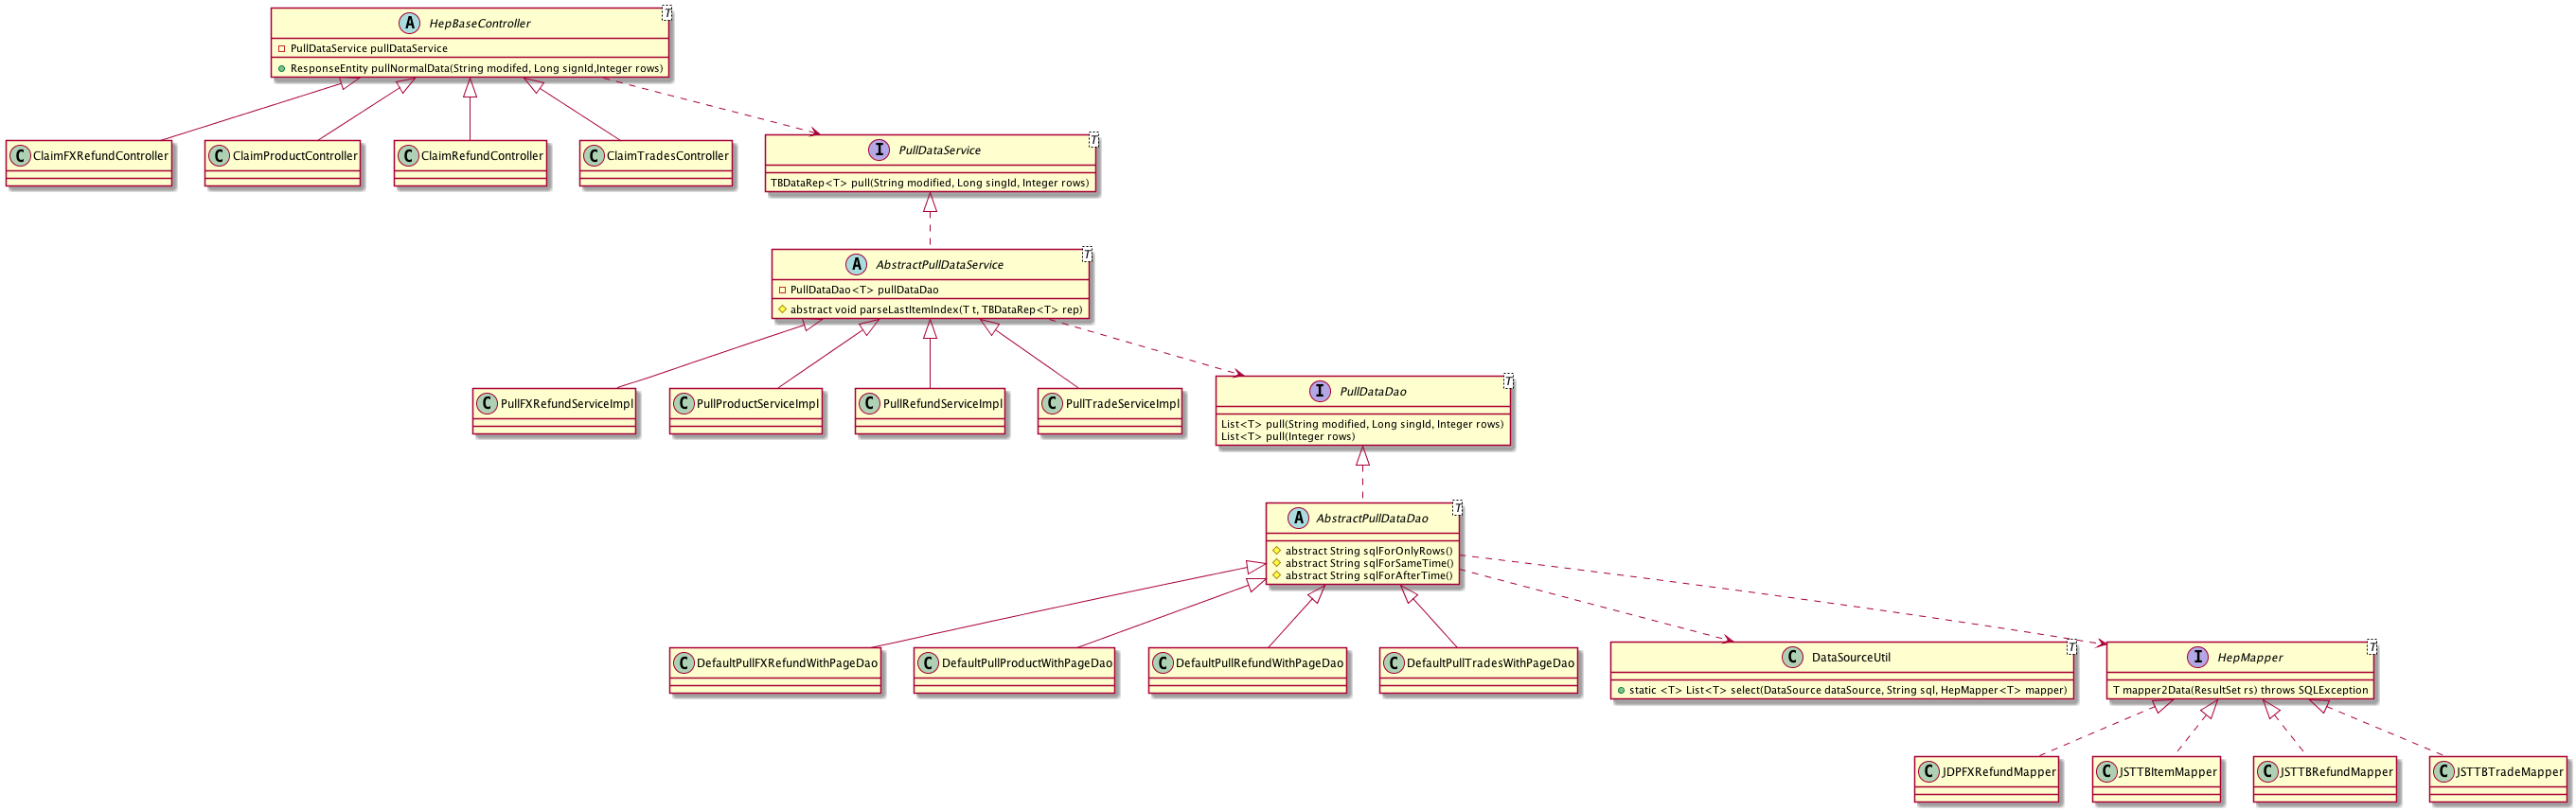 A HepBaseController T
PullDataService pullDataService
ResponseEntity pullNormalData(String modifed, Long signId,Integer rows)
C ClaimFXRefundController
C ClaimProductController
C ClaimRefundController
C ClaimTradesController
I PullDataService T
TBDataRep<T> pull(String modified, Long singId, Integer rows)
A AbstractPullDataService T
PullDataDao<T> pullDataDao
abstract void parseLastItemIndex(T t, TBDataRep<T> rep)
C PullFXRefundServiceImpl
C PullProductServiceImpl
C PullRefundServiceImpl
C PullTradeServiceImpl
I PullDataDao T
List<T> pull(String modified, Long singId, Integer rows)
List<T> pull(Integer rows)
A AbstractPullDataDao T
abstract String sqlForOnlyRows()
abstract String sqlForSameTime()
abstract String sqlForAfterTime()
C DefaultPullFXRefundWithPageDao
C DefaultPullProductWithPageDao
C DefaultPullRefundWithPageDao
C DefaultPullTradesWithPageDao
C DataSourceUtil T
static <T> List<T> select(DataSource dataSource, String sql, HepMapper<T> mapper)
I HepMapper T
T mapper2Data(ResultSet rs) throws SQLException
C JDPFXRefundMapper
C JSTTBItemMapper
C JSTTBRefundMapper
C JSTTBTradeMapper